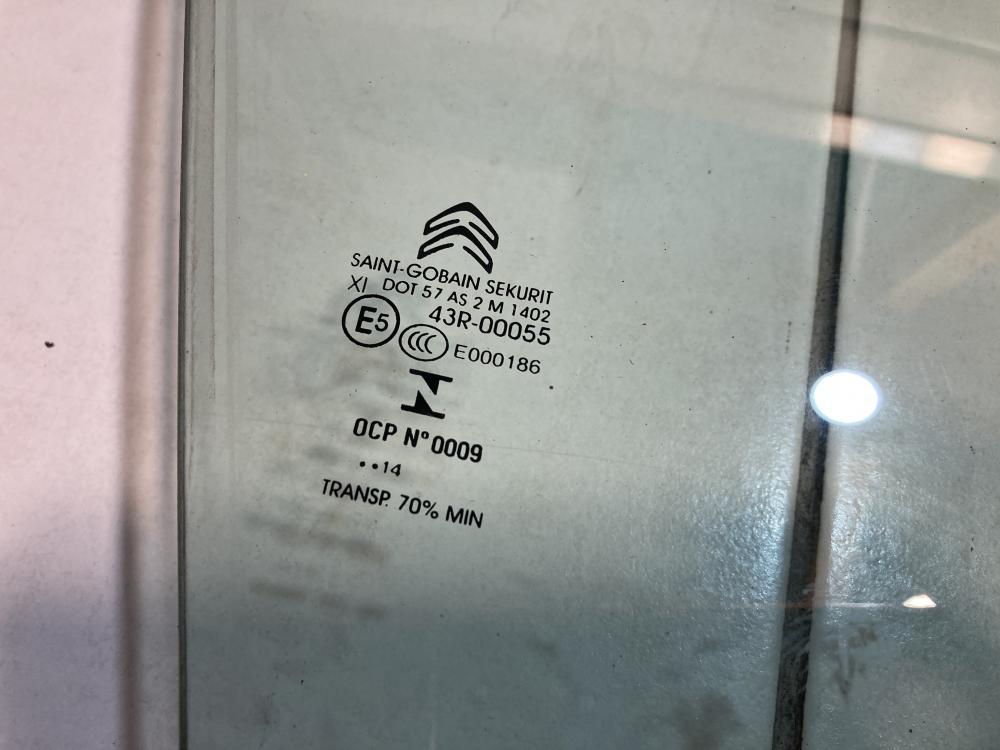 SAINT-GOBAIN SEKURIT
XI DOT 57 AS 2 M 1402
43R-00055
E5 CCC E000186
OCP N°0009
••14
TRANSP. 70% MIN